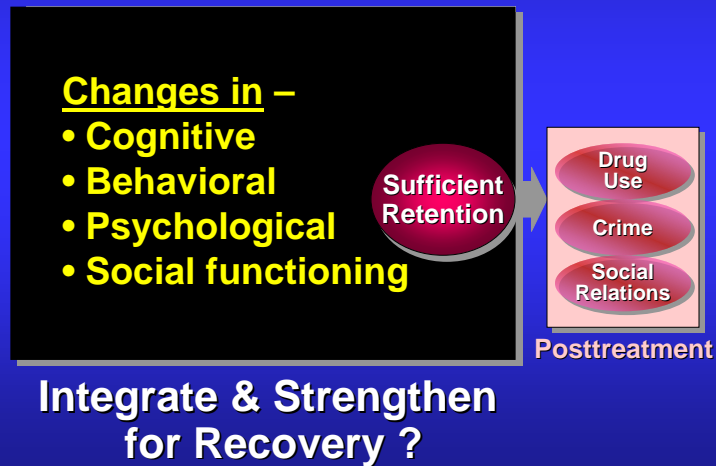 Changes in –
• Cognitive
• Behavioral
• Psychological
• Social functioning
Sufficient
Retention
Drug
Use
Crime
Social
Relations
Posttreatment
Integrate & Strengthen
for Recovery ?